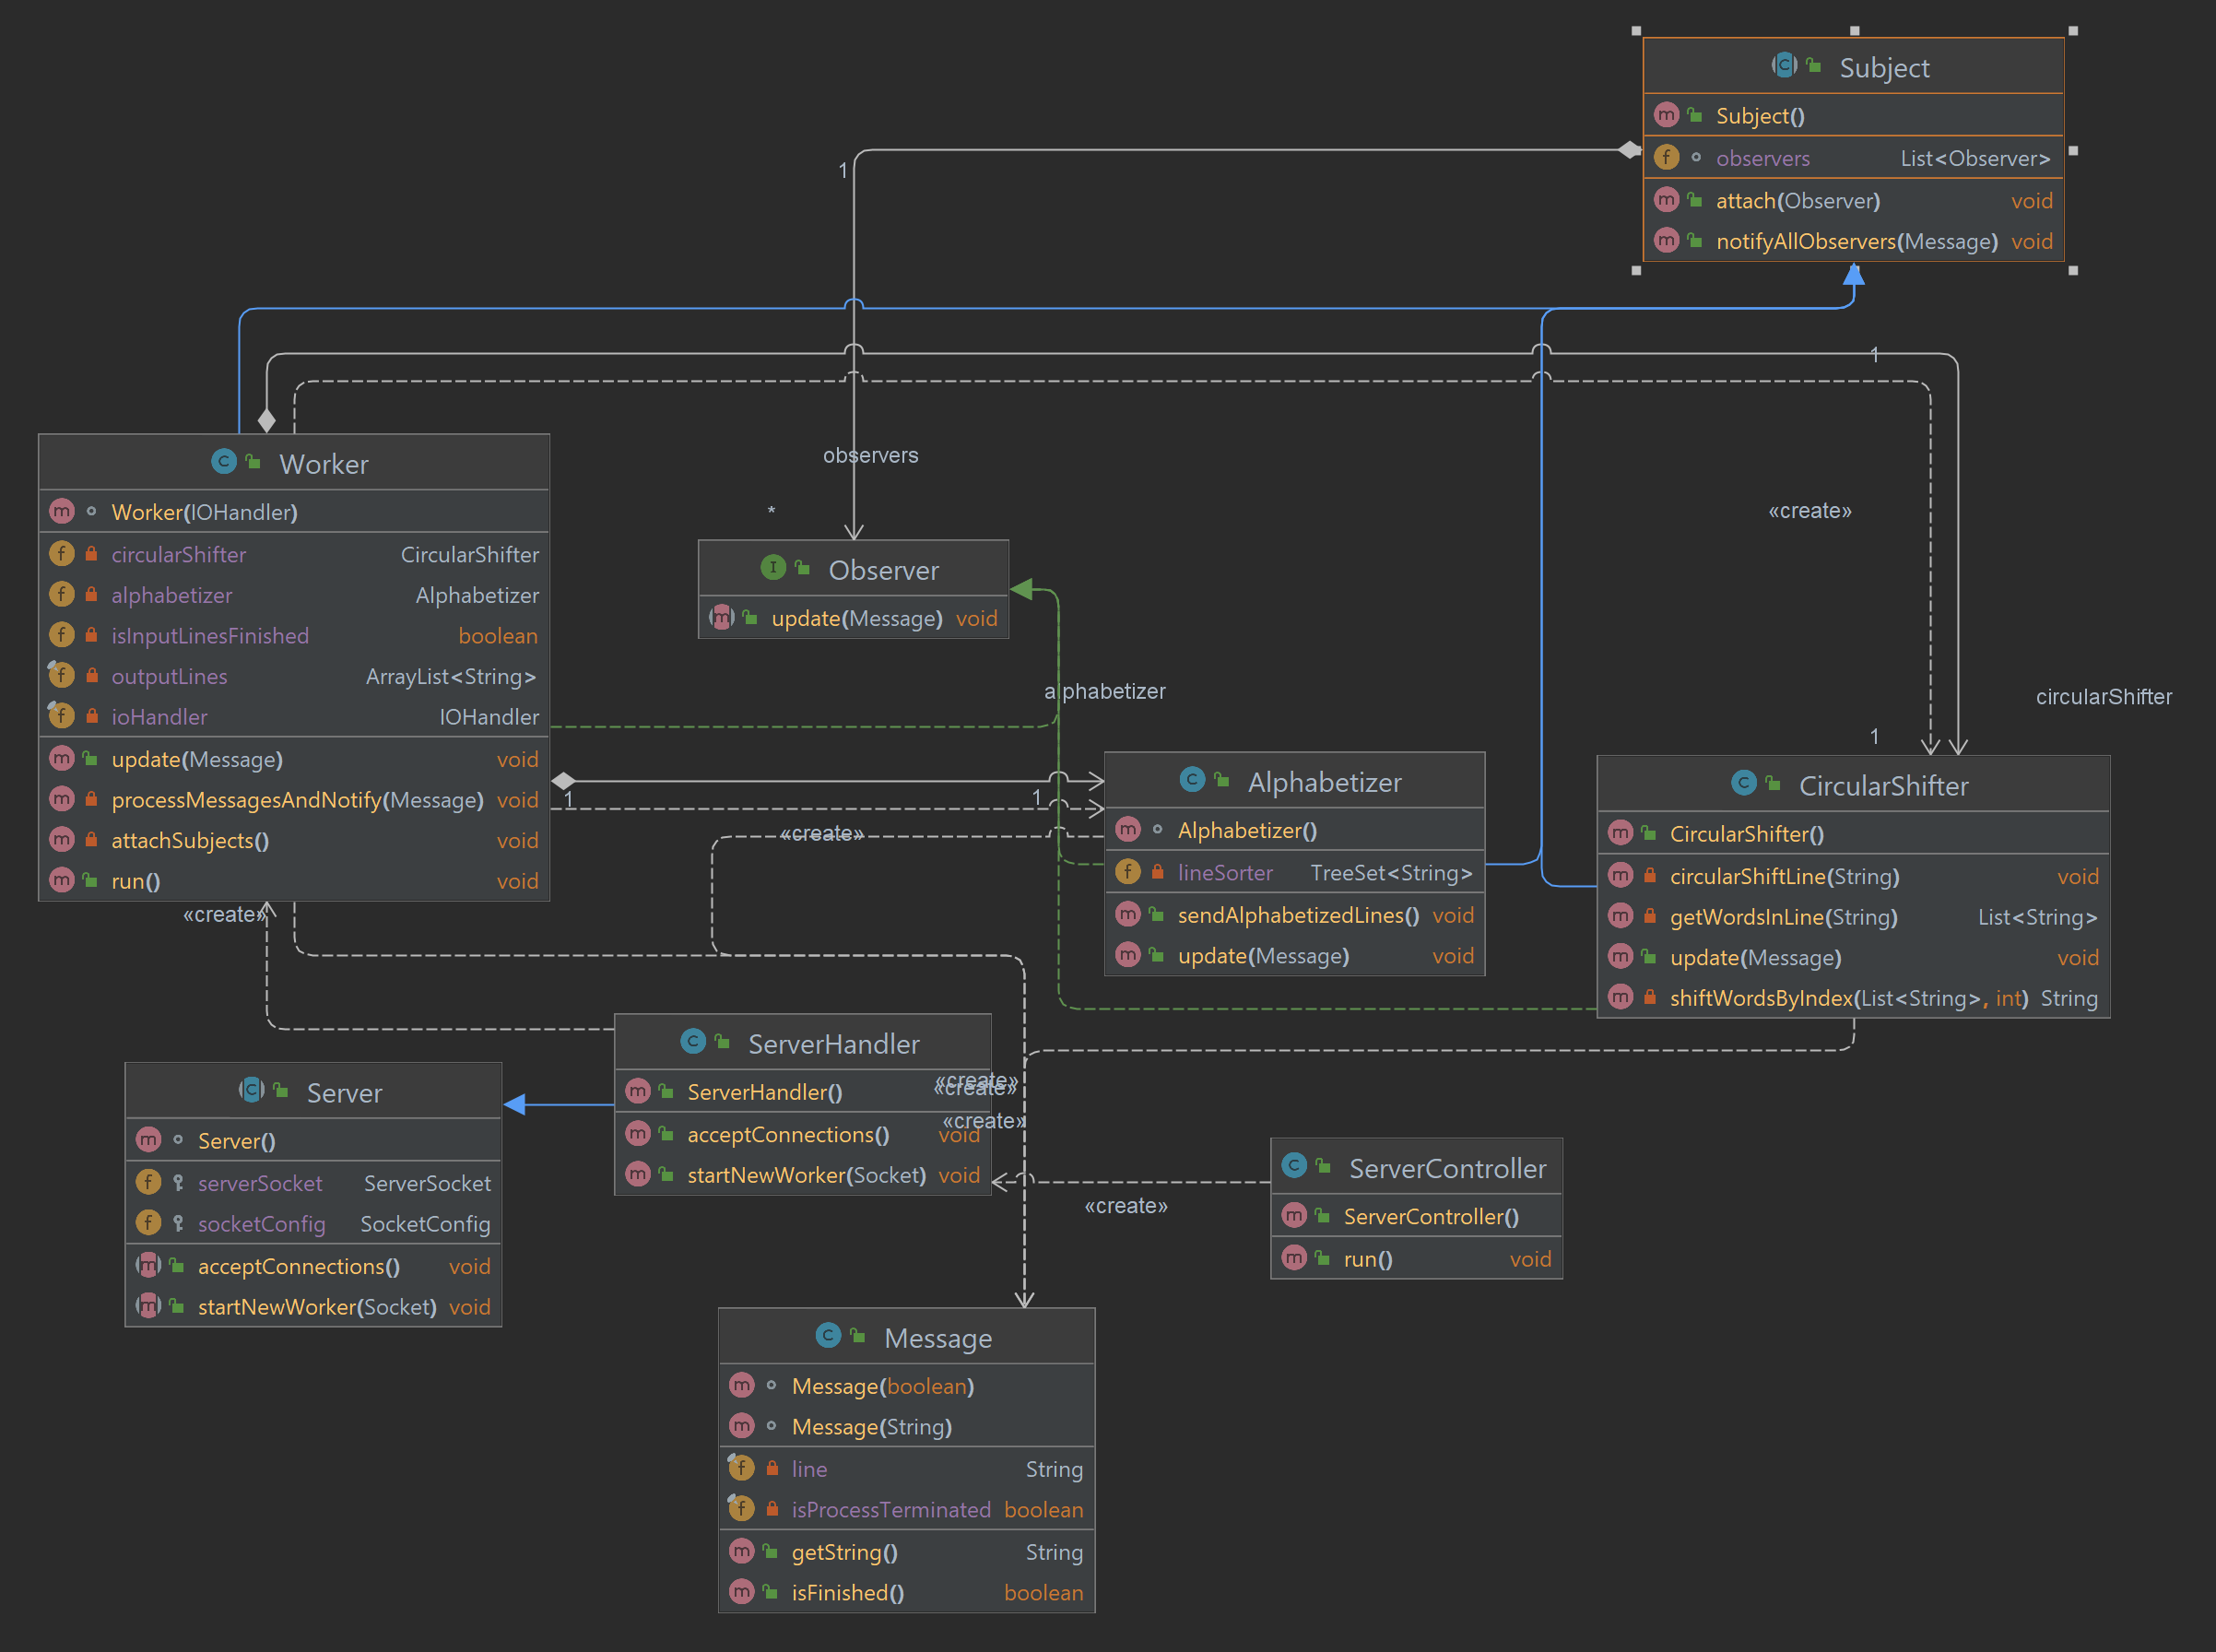 Subject
Subject()
observers List<Observer>
attach(Observer) void
notifyAllObservers(Message) void
1
1
observers
*
«create»
Worker
Worker(IOHandler)
circularShifter CircularShifter
alphabetizer Alphabetizer
isInputLinesFinished boolean
outputLines ArrayList<String>
ioHandler IOHandler
update(Message) void
processMessagesAndNotify(Message) void
attachSubjects() void
run() void
Observer
update(Message) void
alphabetizer
circularShifter
1
1
1
«create»
Alphabetizer
Alphabetizer()
lineSorter TreeSet<String>
sendAlphabetizedLines() void
update(Message) void
CircularShifter
CircularShifter()
circularShiftLine(String) void
getWordsInLine(String) List<String>
update(Message) void
shiftWordsByIndex(List<String>, int) String
«create»
ServerHandler
ServerHandler()
acceptConnections() void
startNewWorker(Socket) void
«create»
«create»
«create»
Server
Server()
serverSocket ServerSocket
socketConfig SocketConfig
acceptConnections() void
startNewWorker(Socket) void
ServerController
ServerController()
run() void
«create»
Message
Message(boolean)
Message(String)
line String
isProcessTerminated boolean
getString() String
isFinished() boolean